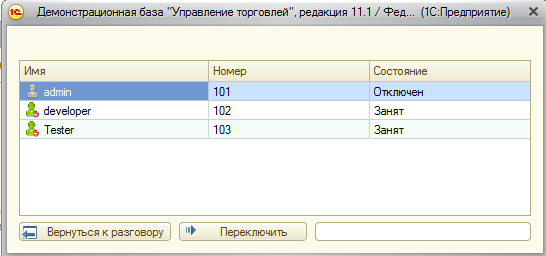 1С Демонстрационная база "Управление торговлей", редакция 11.1 / Фед... (1С:Предприятие)
Имя Номер Состояние
admin 101 Отключен
developer 102 Занят
Tester 103 Занят
Вернуться к разговору Переключить